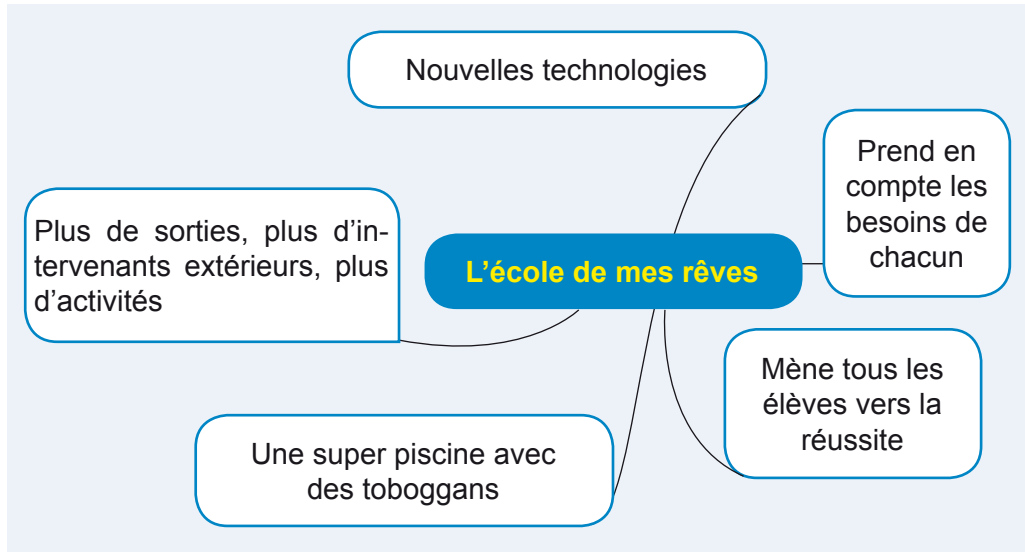 Nouvelles technologies
Prend en
compte les
besoins de
chacun
Plus de sorties, plus d'in-
tervenants extérieurs, plus
d'activités
L'école de mes rêves
Mène tous les
élèves vers la
réussite
Une super piscine avec
des toboggans